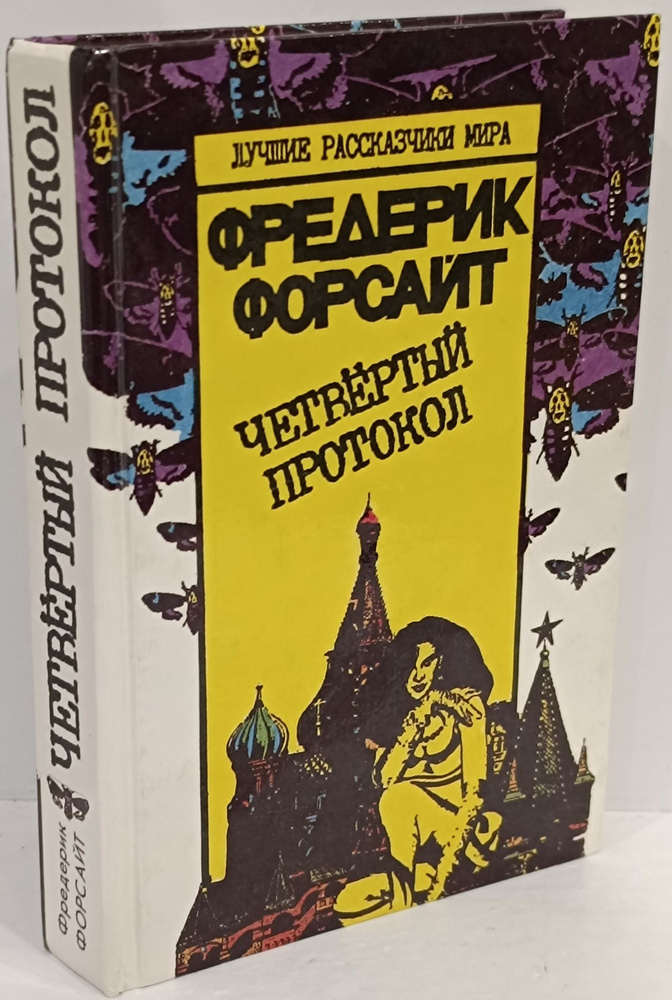 ЛУЧШИЕ РАССКАЗЧИКИ МИРА
ФРЕДЕРИК
ФОРСАЙТ
ЧЕТВЁРТЫЙ
ПРОТОКОЛ
Фредерик
ФОРСАЙТ
ЧЕТВЁРТЫЙ ПРОТОКОЛ